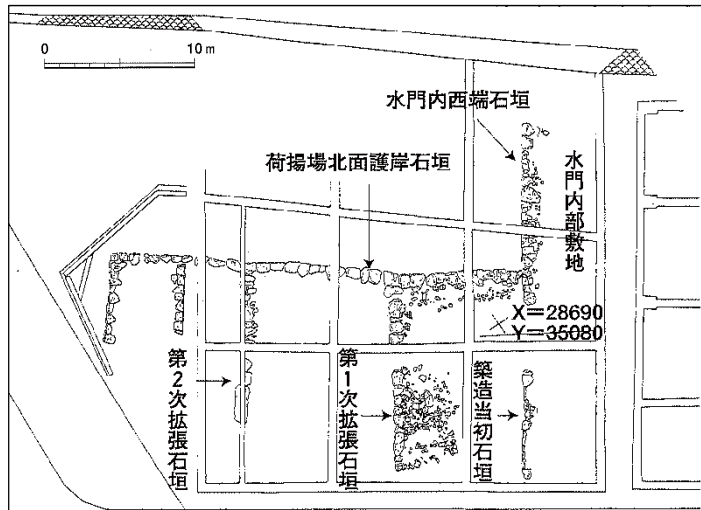 0 10 m
水門内西端石垣
荷揚場北面護岸石垣
水門内部敷地
X=28690
Y=35080
第2次拡張石垣
第1次拡張石垣
築造当初石垣